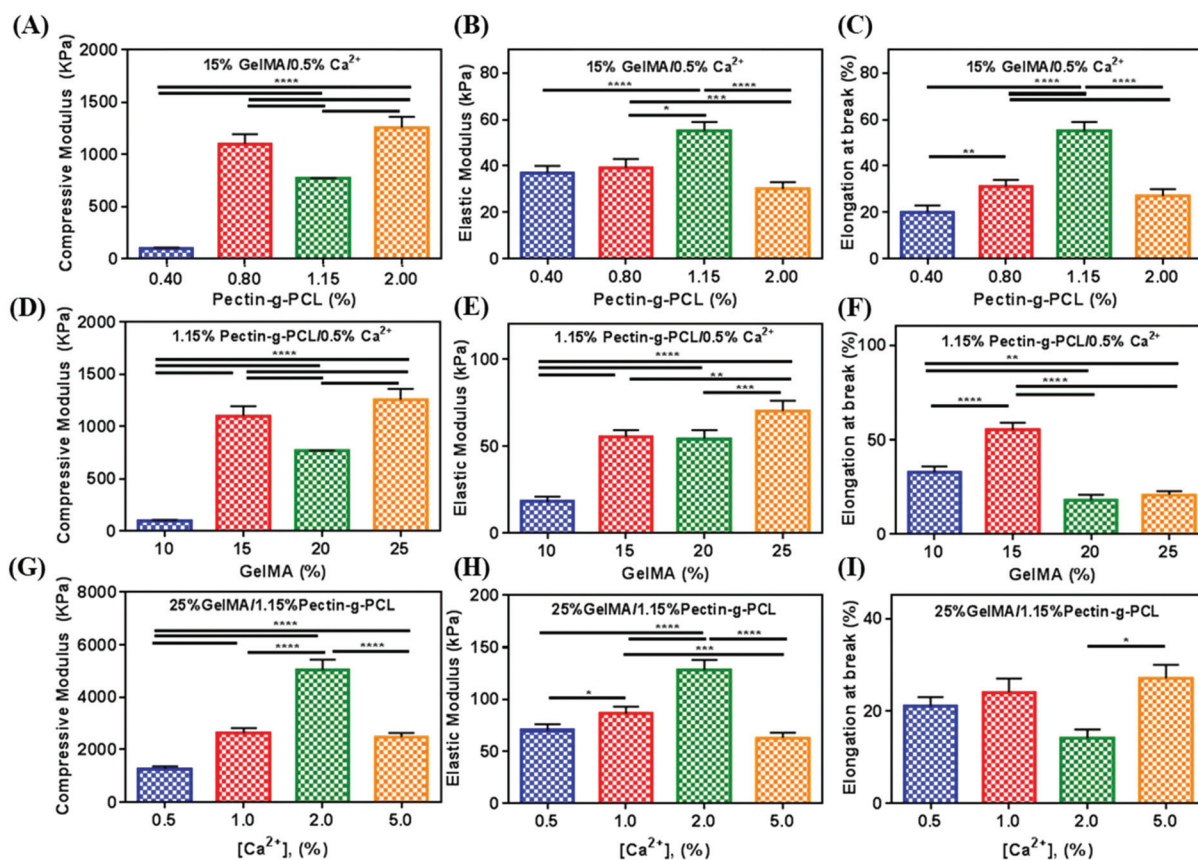 (A)
Compressive Modulus (KPa)
2000
1500
1000
500
0
15% GelMA/0.5% Ca²⁺
****
0.40 0.80 1.15 2.00
Pectin-g-PCL (%)
(B)
Elastic Modulus (kPa)
80
60
40
20
0
15% GelMA/0.5% Ca²⁺
**** ****
***
*
0.40 0.80 1.15 2.00
Pectin-g-PCL (%)
(C)
Elongation at break (%)
80
60
40
20
0
15% GelMA/0.5% Ca²⁺
**** ****
**
0.40 0.80 1.15 2.00
Pectin-g-PCL (%)
(D)
Compressive Modulus (KPa)
2000
1500
1000
500
0
1.15% Pectin-g-PCL/0.5% Ca²⁺
****
10 15 20 25
GelMA (%)
(E)
Elastic Modulus (kPa)
100
50
0
1.15% Pectin-g-PCL/0.5% Ca²⁺
****
**
***
10 15 20 25
GelMA (%)
(F)
Elongation at break (%)
100
50
0
1.15% Pectin-g-PCL/0.5% Ca²⁺
**
****
****
10 15 20 25
GelMA (%)
(G)
Compressive Modulus (KPa)
8000
6000
4000
2000
0
25%GelMA/1.15%Pectin-g-PCL
****
**** ****
0.5 1.0 2.0 5.0
[Ca²⁺], (%)
(H)
Elastic Modulus (kPa)
200
150
100
50
0
25%GelMA/1.15%Pectin-g-PCL
**** ****
***
*
0.5 1.0 2.0 5.0
[Ca²⁺], (%)
(I)
Elongation at break (%)
40
20
0
25%GelMA/1.15%Pectin-g-PCL
*
0.5 1.0 2.0 5.0
[Ca²⁺], (%)